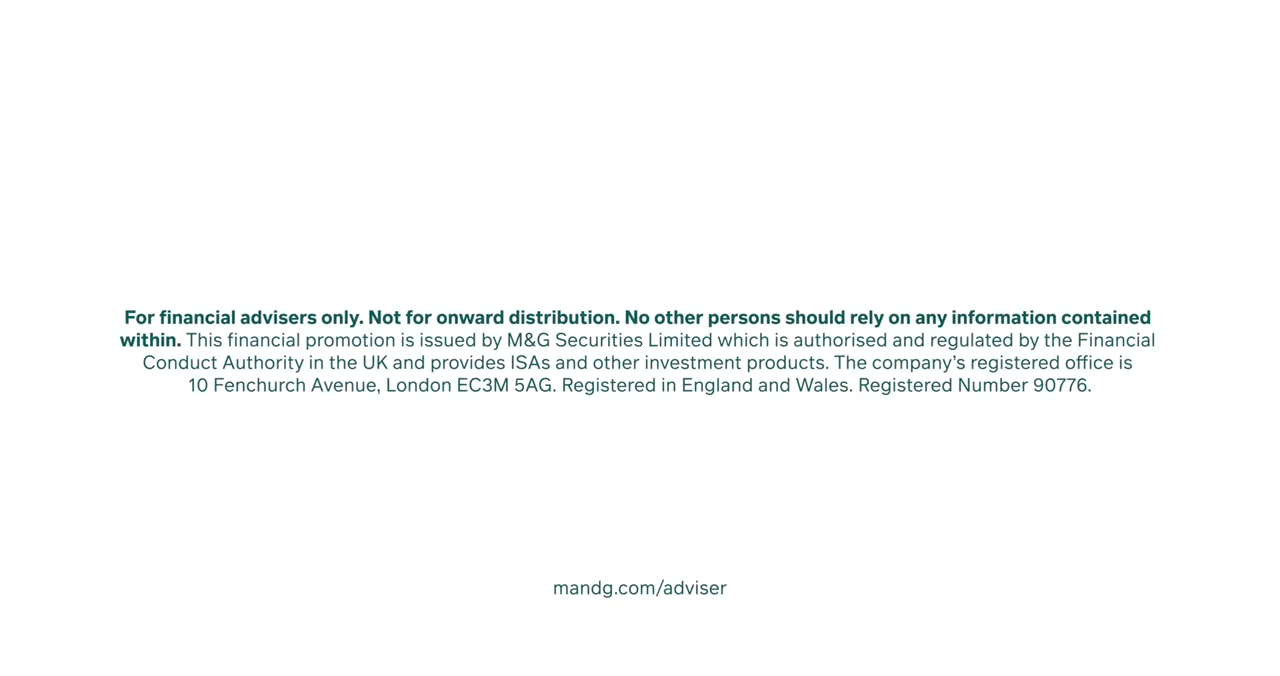 For financial advisers only. Not for onward distribution. No other persons should rely on any information contained
within. This financial promotion is issued by M&G Securities Limited which is authorised and regulated by the Financial
Conduct Authority in the UK and provides ISAs and other investment products. The company’s registered office is
10 Fenchurch Avenue, London EC3M 5AG. Registered in England and Wales. Registered Number 90776.
mandg.com/adviser